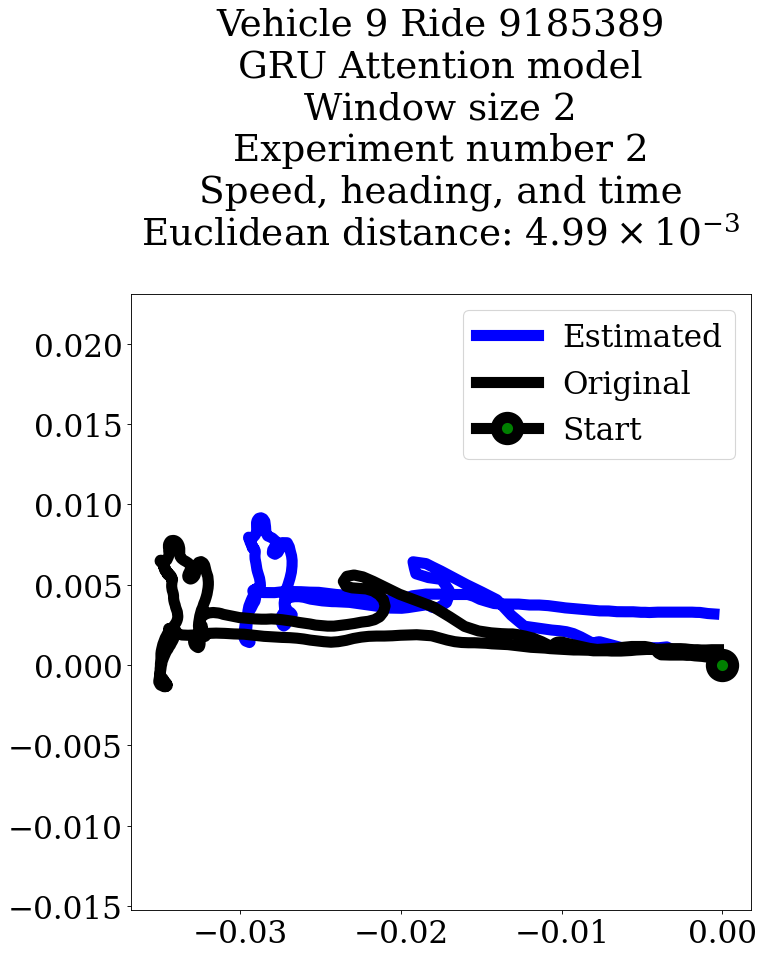 Vehicle 9 Ride 9185389
GRU Attention model
Window size 2
Experiment number 2
Speed, heading, and time
Euclidean distance: 4.99 × 10⁻³
Estimated
Original
Start
0.020
0.015
0.010
0.005
0.000
−0.005
−0.010
−0.015
−0.03 −0.02 −0.01 0.00